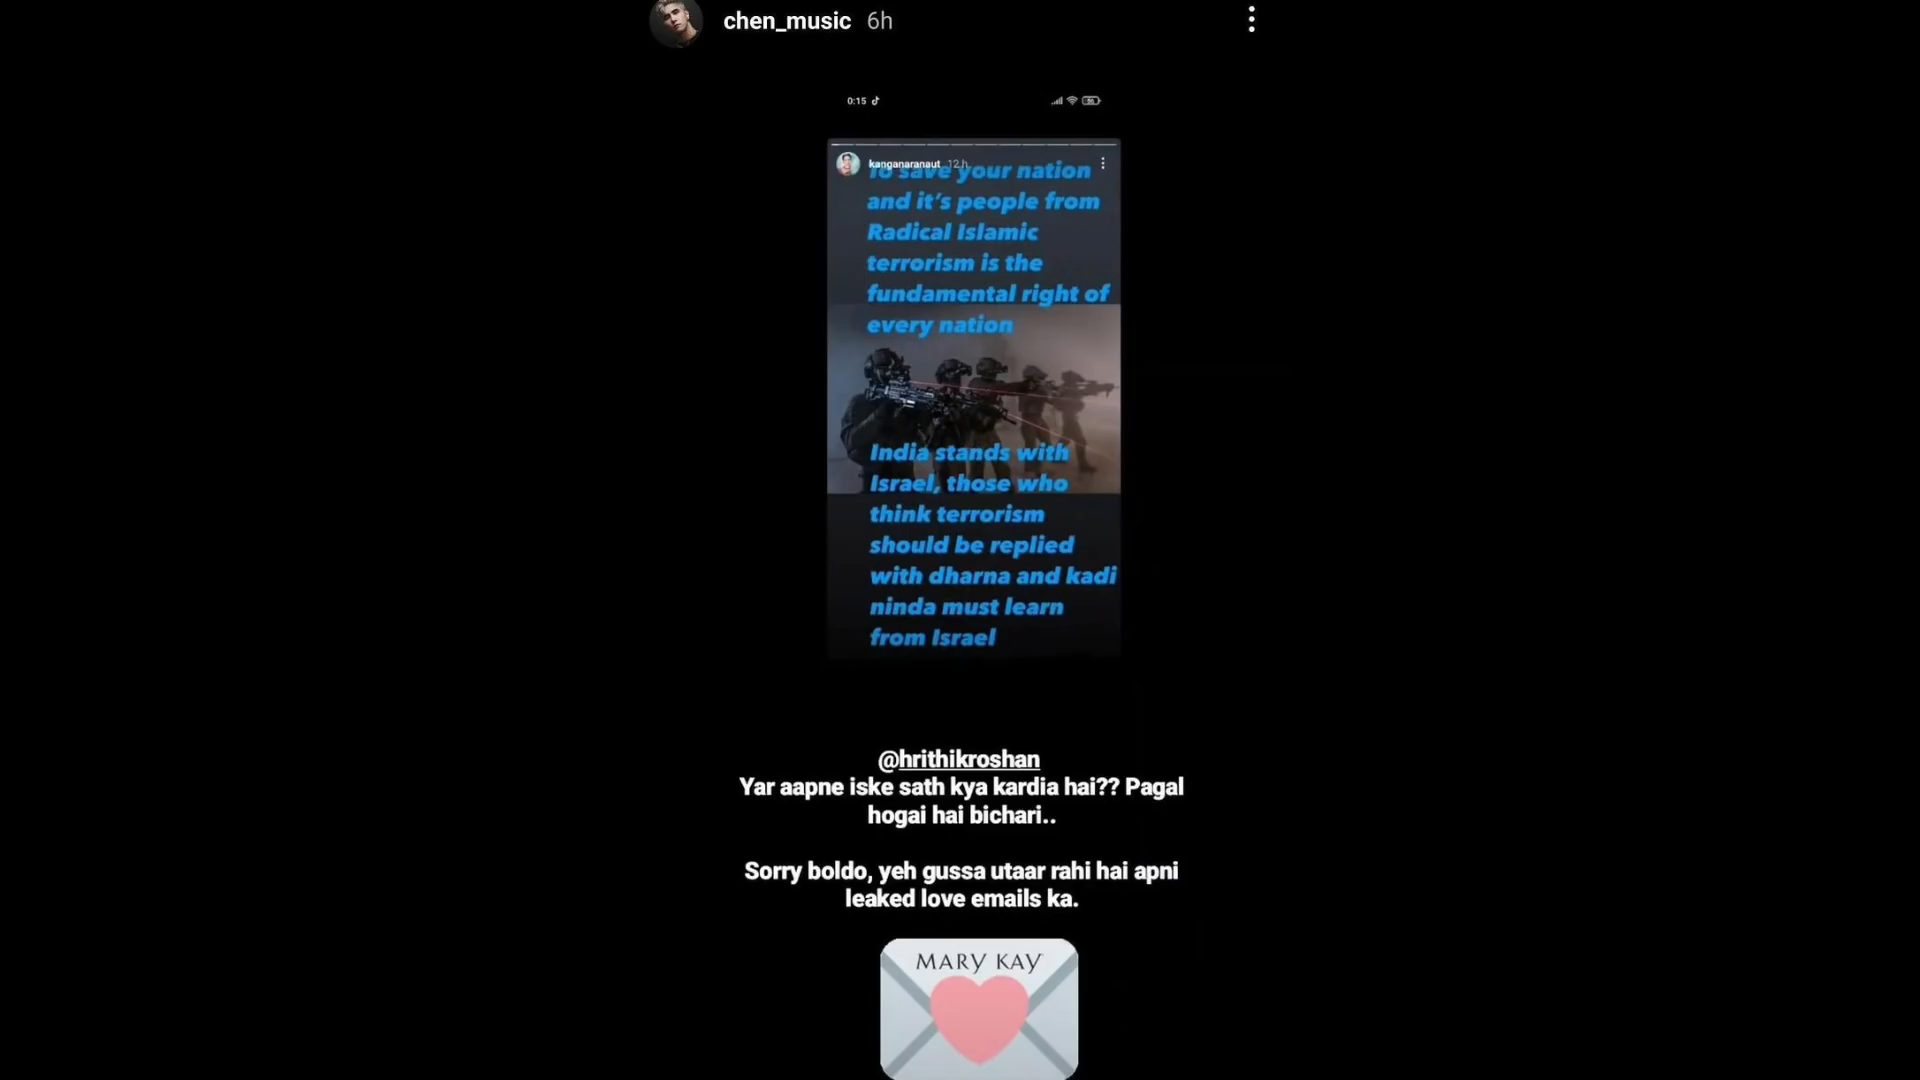 chen_music 6h
0:15
kanganaranaut 12 h
To save your nation
and it's people from
Radical Islamic
terrorism is the
fundamental right of
every nation
India stands with
Israel, those who
think terrorism
should be replied
with dharna and kadi
ninda must learn
from Israel
@hrithikroshan
Yar aapne iske sath kya kardia hai?? Pagal
hogai hai bichari..
Sorry boldo, yeh gussa utaar rahi hai apni
leaked love emails ka.
MARY KAY